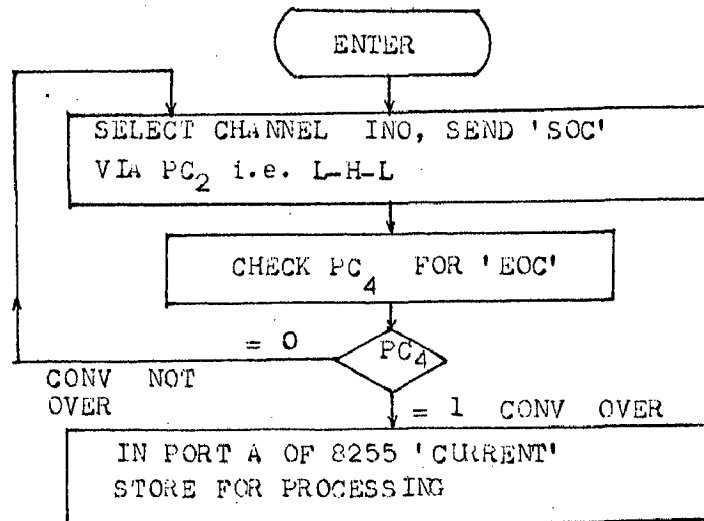 ENTER
SELECT CHANNEL INO, SEND 'SOC'
VIA PC2 i.e. L-H-L
CHECK PC4 FOR 'EOC'
= 0
PC4
CONV NOT
OVER
= 1 CONV OVER
IN PORT A OF 8255 'CURRENT'
STORE FOR PROCESSING